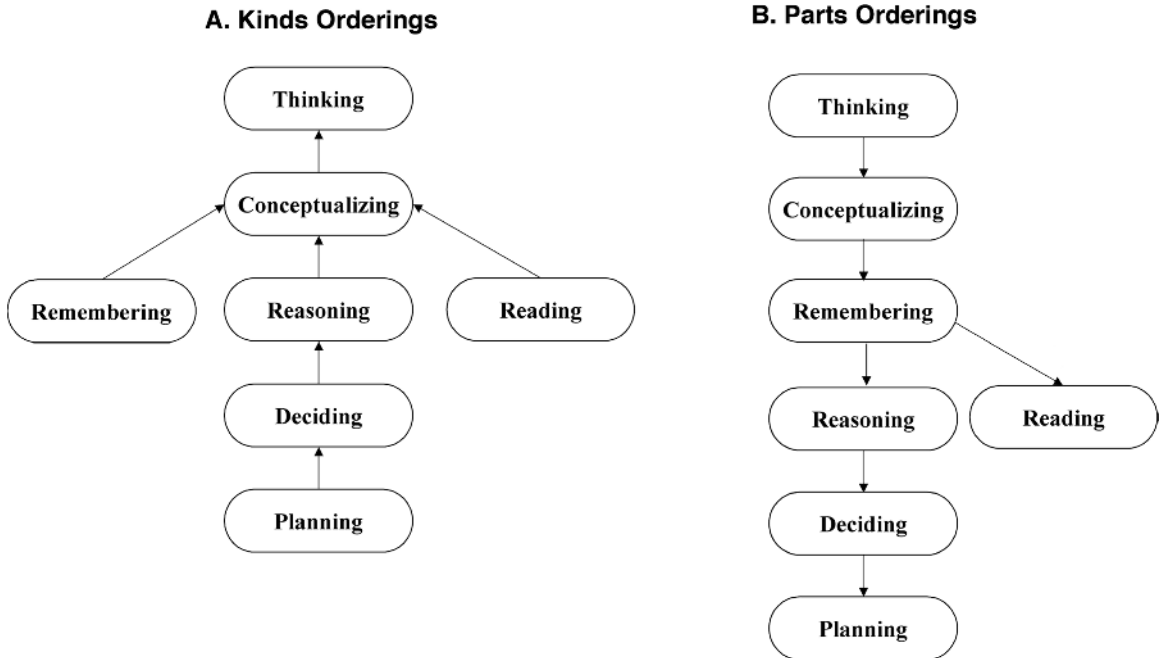 A. Kinds Orderings
Thinking
Conceptualizing
Remembering
Reasoning
Reading
Deciding
Planning
B. Parts Orderings
Thinking
Conceptualizing
Remembering
Reasoning
Reading
Deciding
Planning